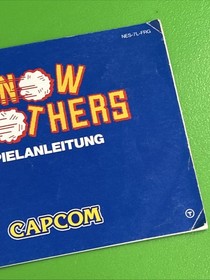 NES-7L-FRG
NOW
OTHERS
PIELANLEITUNG
CAPCOM
T